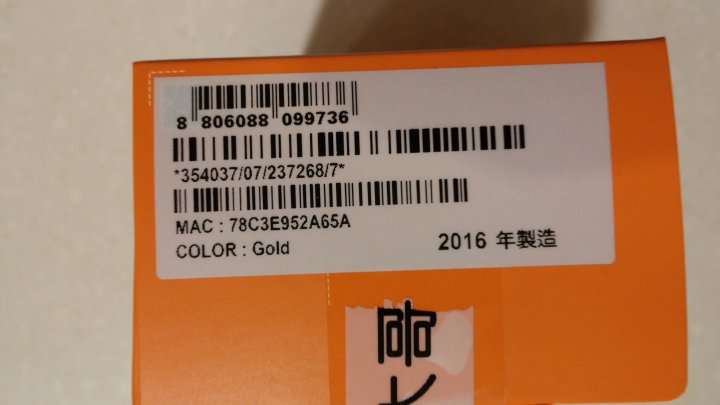 8 806088 099736
*354037/07/237268/7*
MAC : 78C3E952A65A
COLOR : Gold
2016 年製造